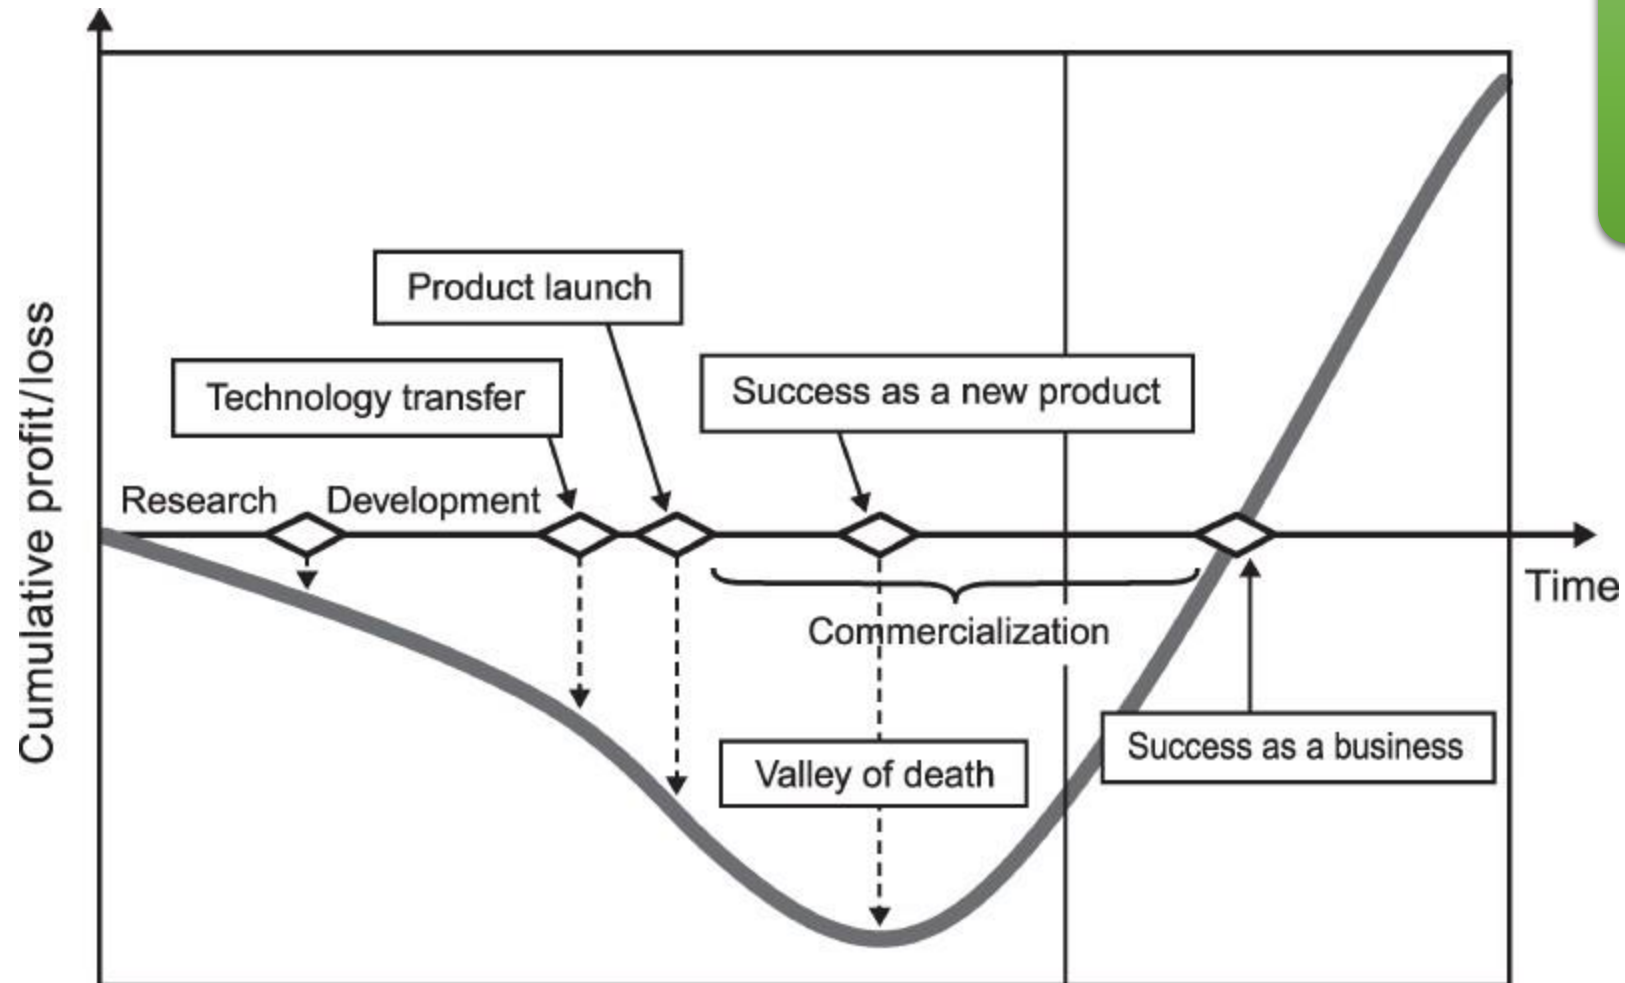 Product launch
Technology transfer
Success as a new product
Research
Development
Cumulative profit/loss
Time
Commercialization
Success as a business
Valley of death